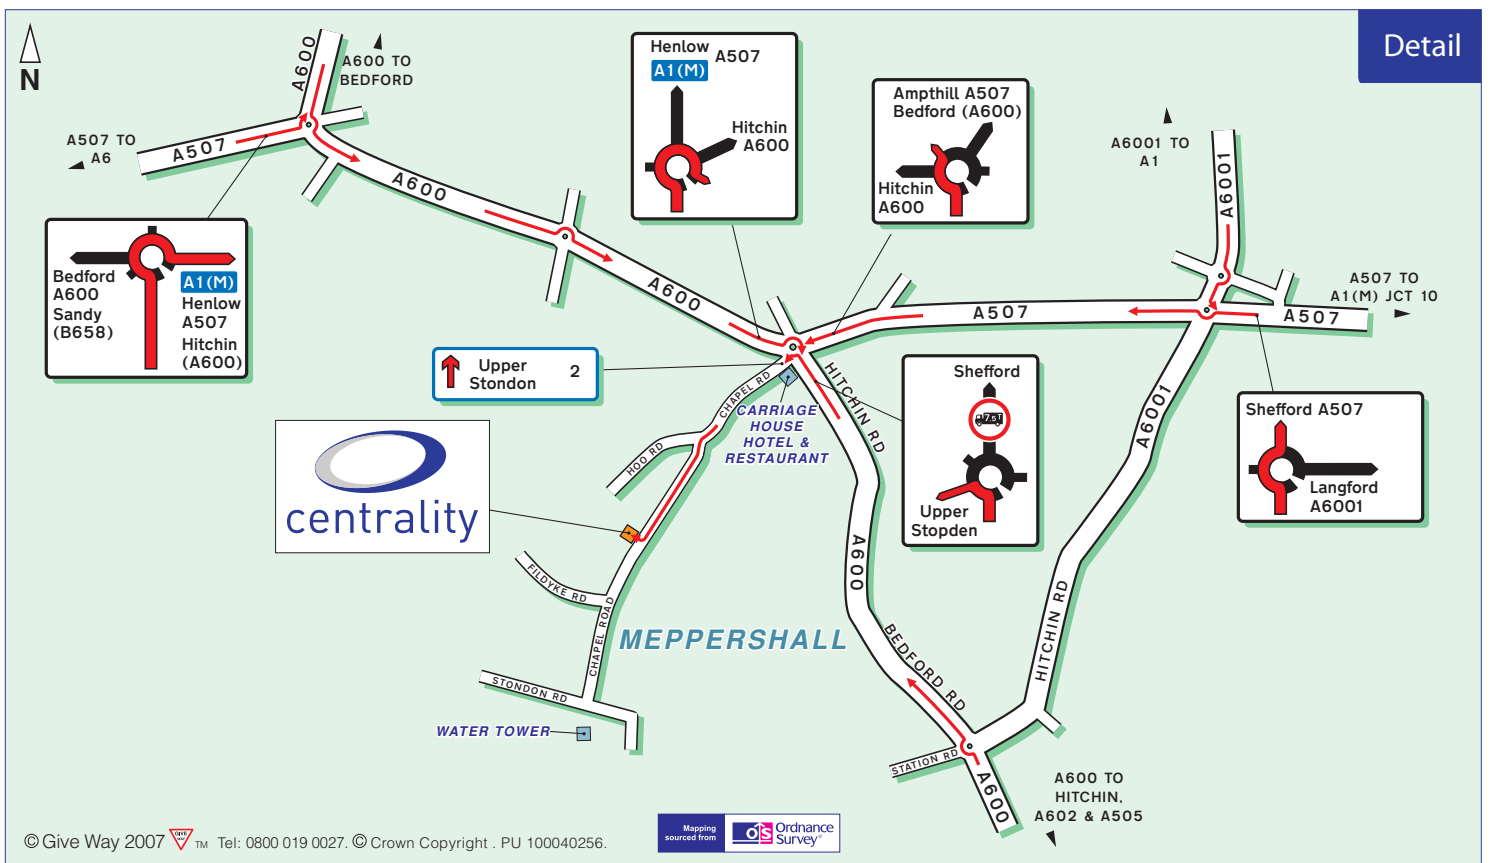 Detail
N
A600
A600 TO
BEDFORD
A507 TO
A6
A507
A600
Henlow
A1(M)
A507
Hitchin
A600
Ampthill A507
Bedford (A600)
Hitchin
A600
A6001 TO
A1
A6001
Bedford
A600
Sandy
(B658)
A1(M)
Henlow
A507
Hitchin
(A600)
A600
A507
A507 TO
A1(M) JCT 10
A507
Upper
Stondon
2
CHAPEL RD
CARRIAGE
HOUSE
HOTEL &
RESTAURANT
HITCHIN RD
Shefford
7.5T
Upper
Stopden
A6001
Shefford A507
Langford
A6001
HOO RD
centrality
A600
FILDYKE RD
CHAPEL ROAD
MEPPERSHALL
HITCHIN RD
BEDFORD RD
STONDON RD
WATER TOWER
STATION RD
A600
A600 TO
HITCHIN,
A602 & A505
© Give Way 2007 GIVE WAY TM Tel: 0800 019 0027. © Crown Copyright . PU 100040256.
Mapping
sourced from
os Ordnance
Survey®